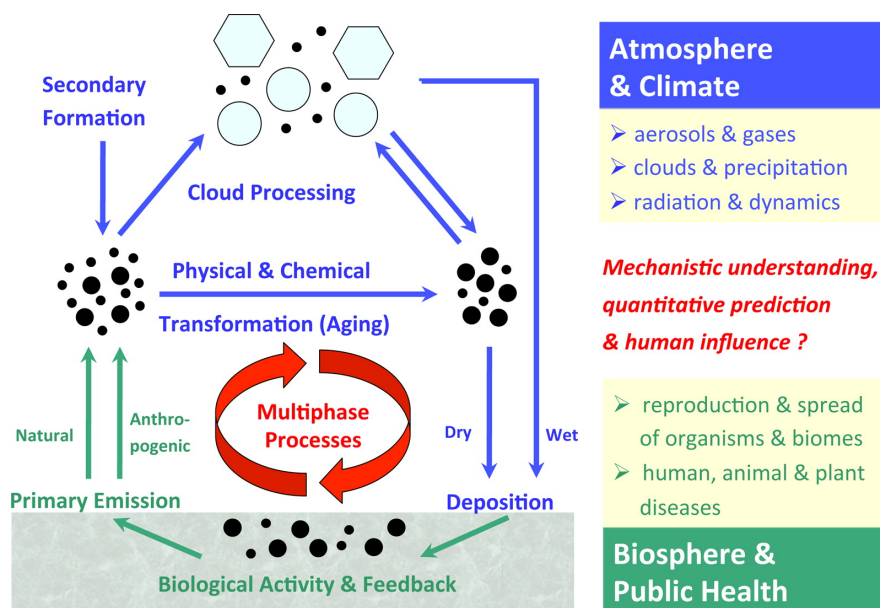 Secondary
Formation
Cloud Processing
Physical & Chemical
Transformation (Aging)
Multiphase
Processes
Natural
Anthro-
pogenic
Dry
Wet
Primary Emission
Deposition
Biological Activity & Feedback
Atmosphere
& Climate
➢ aerosols & gases
➢ clouds & precipitation
➢ radiation & dynamics
Mechanistic understanding,
quantitative prediction
& human influence ?
➢ reproduction & spread
of organisms & biomes
➢ human, animal & plant
diseases
Biosphere &
Public Health